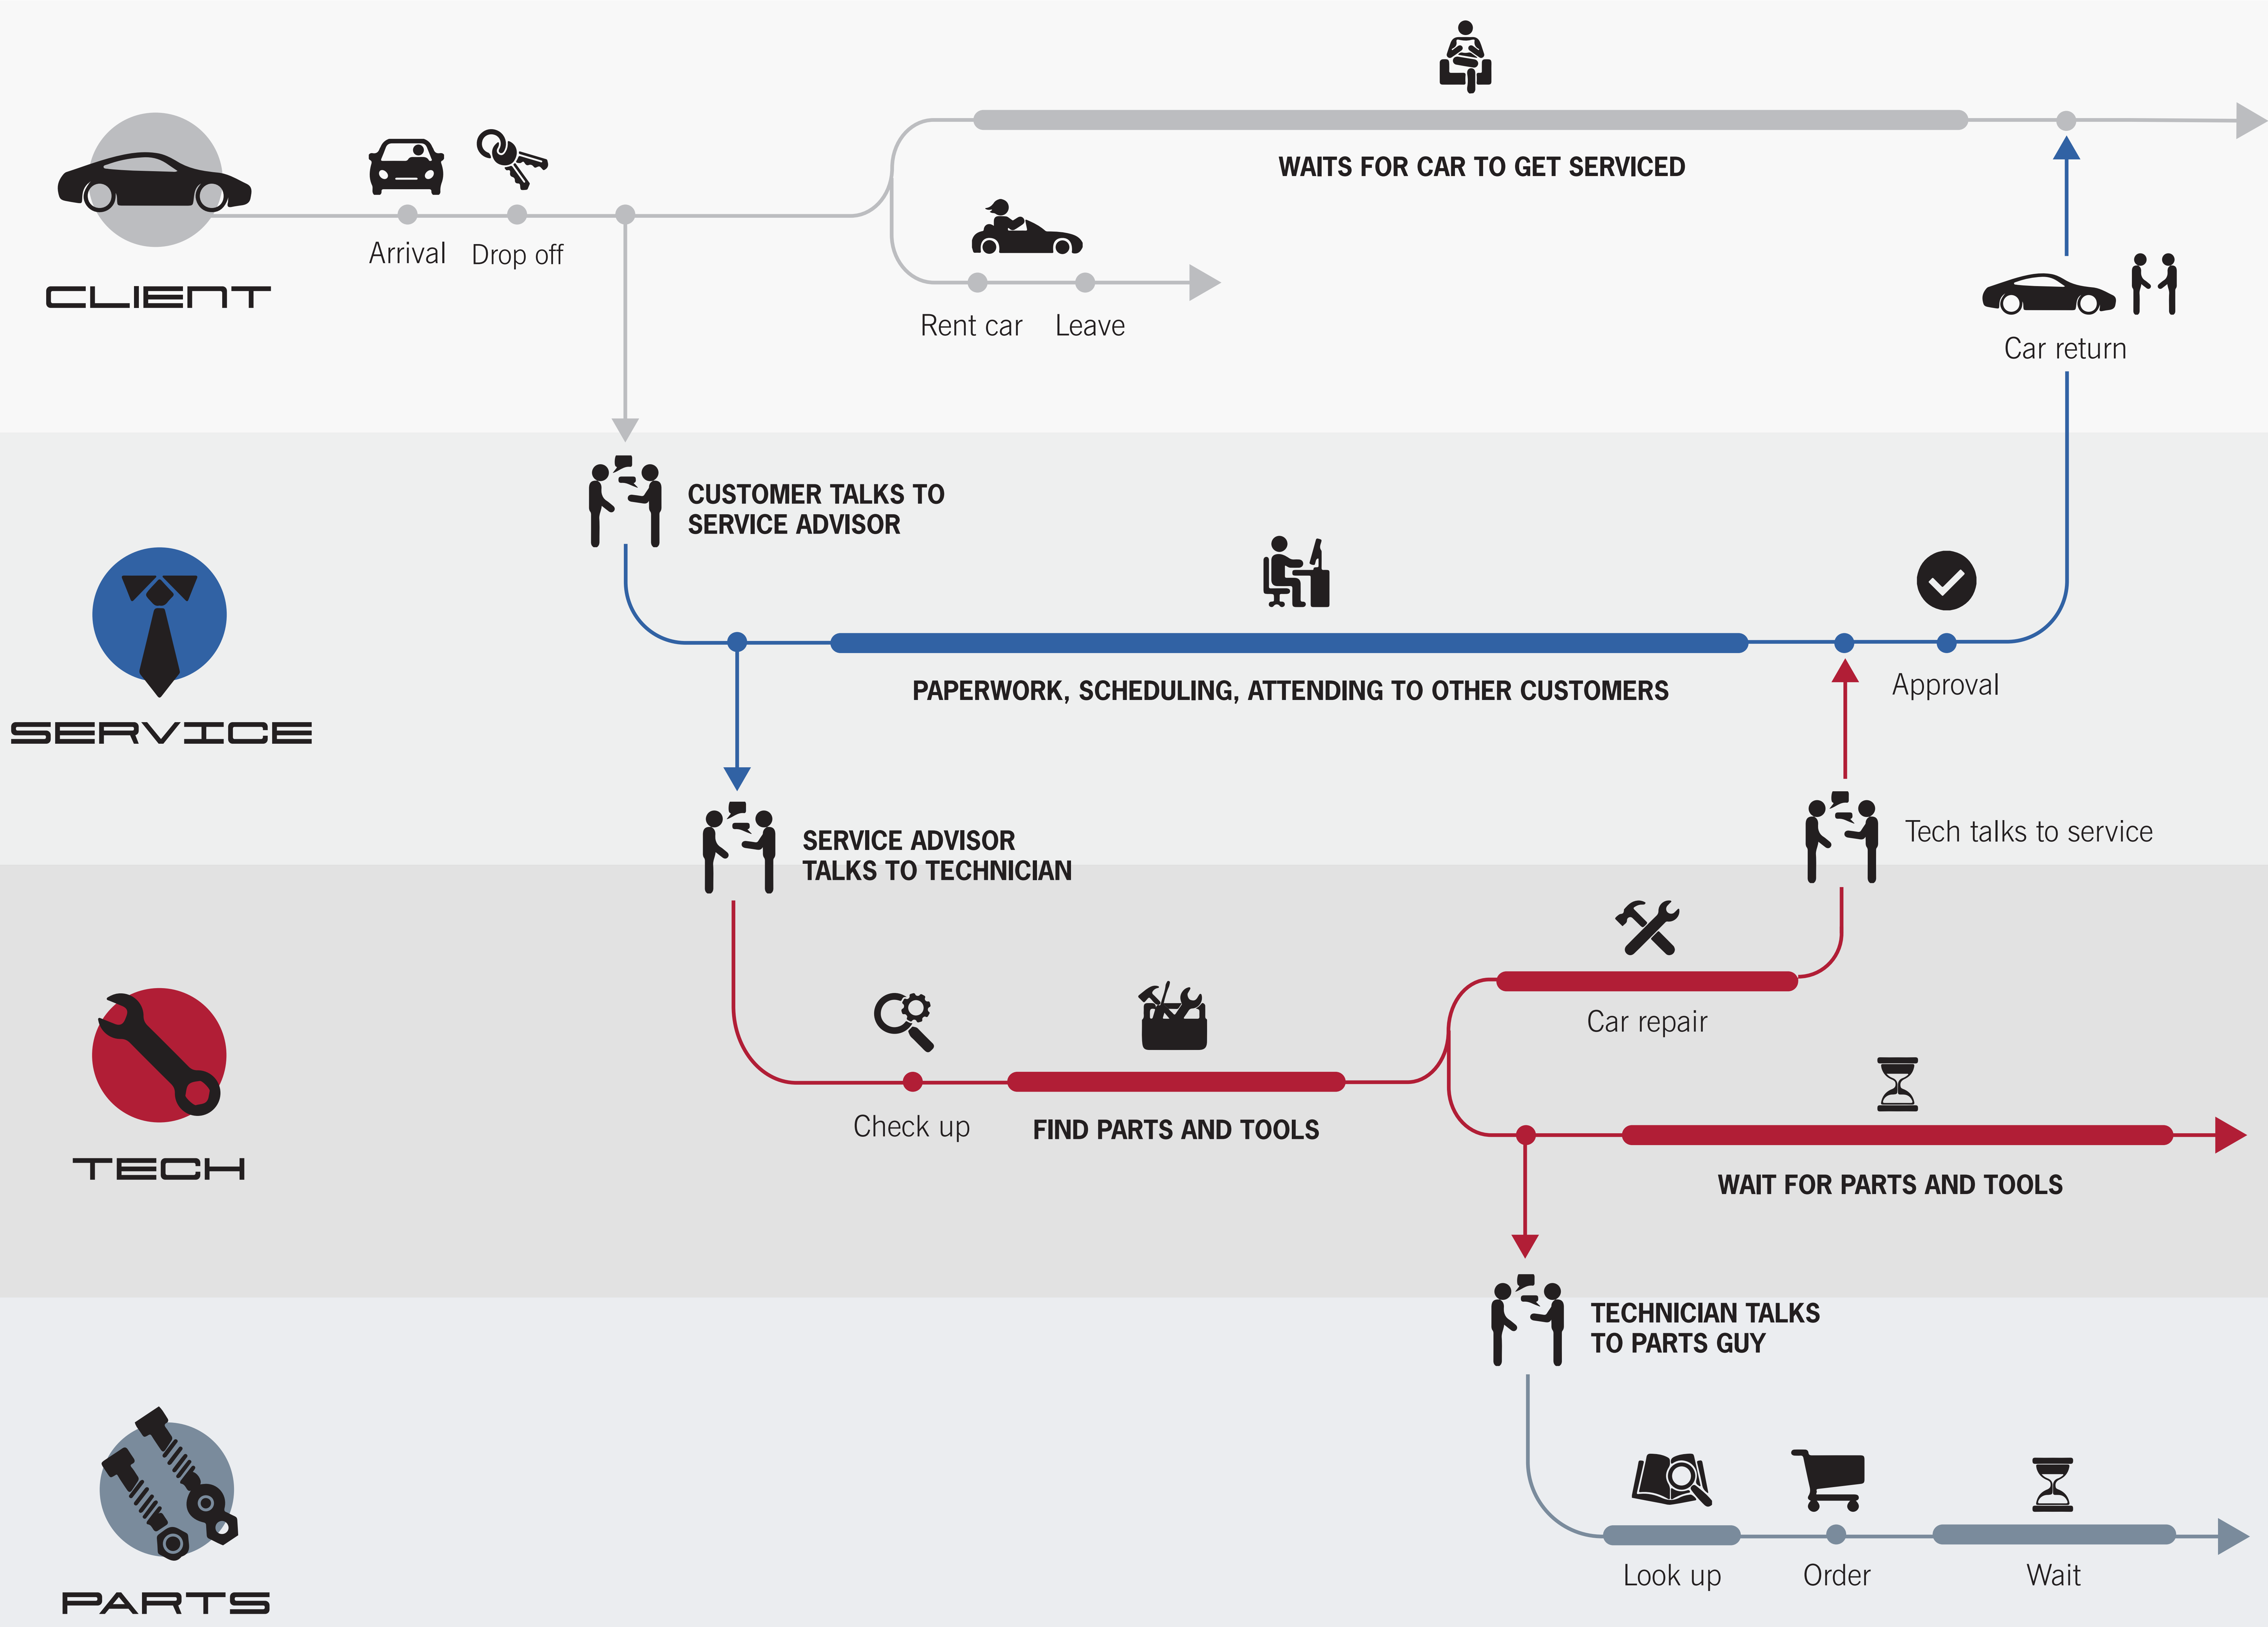 WAITS FOR CAR TO GET SERVICED
Arrival
Drop off
CLIENT
Rent car
Leave
Car return
CUSTOMER TALKS TO
SERVICE ADVISOR
PAPERWORK, SCHEDULING, ATTENDING TO OTHER CUSTOMERS
Approval
SERVICE
SERVICE ADVISOR
TALKS TO TECHNICIAN
Tech talks to service
Car repair
Check up
FIND PARTS AND TOOLS
TECH
WAIT FOR PARTS AND TOOLS
TECHNICIAN TALKS
TO PARTS GUY
Look up
Order
Wait
PARTS